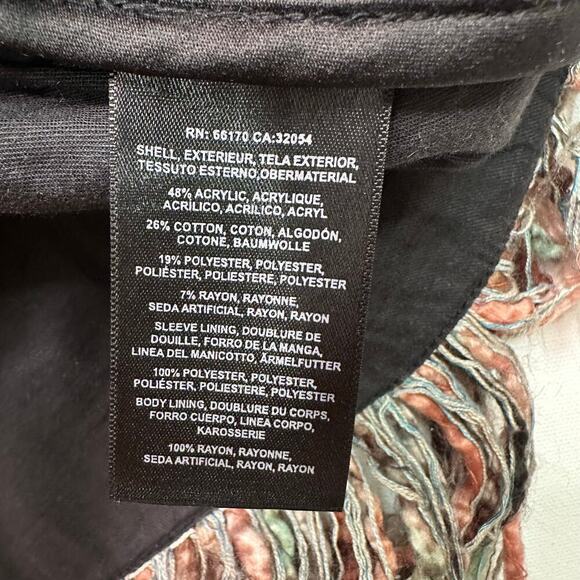 RN: 66170 CA:32054
SHELL, EXTERIEUR, TELA EXTERIOR,
TESSUTO ESTERNO,OBERMATERIAL
48% ACRYLIC, ACRYLIQUE,
ACRÍLICO, ACRILICO, ACRYL
26% COTTON, COTON, ALGODÓN,
COTONE, BAUMWOLLE
19% POLYESTER, POLYESTER,
POLIÉSTER, POLIESTERE, POLYESTER
7% RAYON, RAYONNE,
SEDA ARTIFICIAL, RAYON, RAYON
SLEEVE LINING, DOUBLURE DE
DOUILLE, FORRO DE LA MANGA,
LINEA DEL MANICOTTO, ÄRMELFUTTER
100% POLYESTER, POLYESTER,
POLIÉSTER, POLIESTERE, POLYESTER
BODY LINING, DOUBLURE DU CORPS,
FORRO CUERPO, LINEA CORPO,
KAROSSERIE
100% RAYON, RAYONNE,
SEDA ARTIFICIAL, RAYON, RAYON